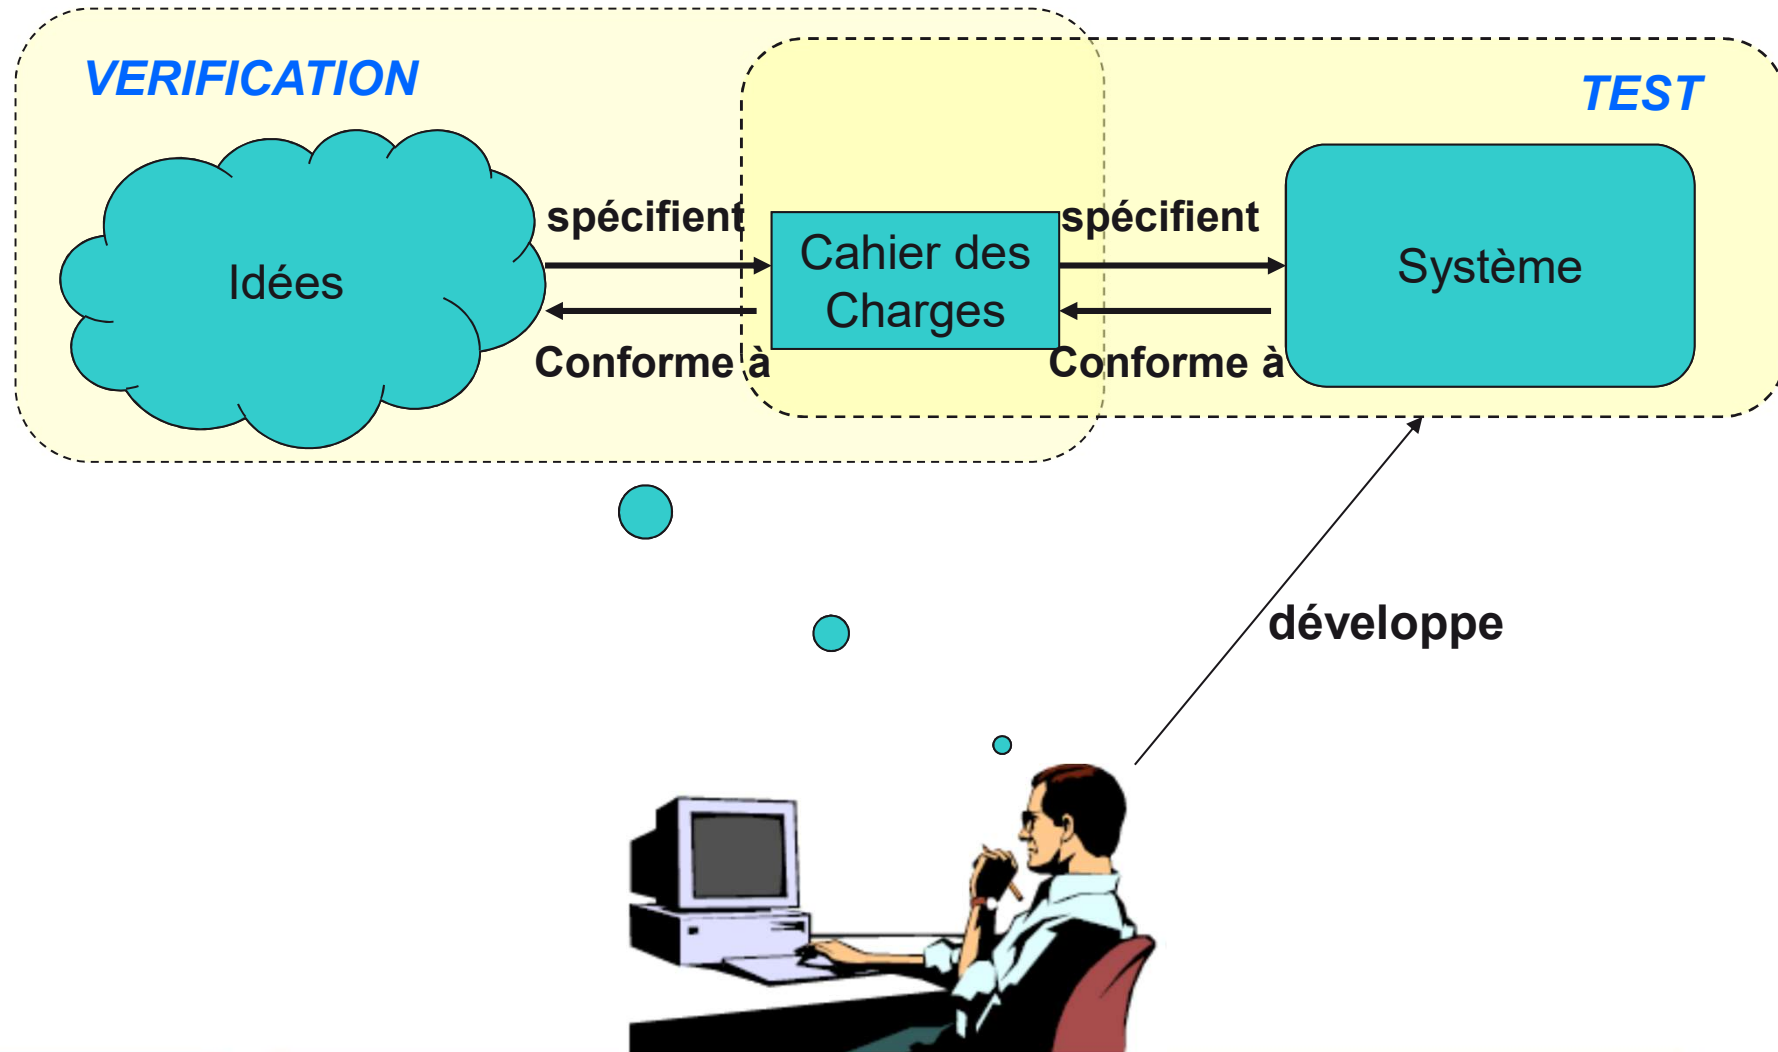 VERIFICATION
TEST
spécifient
spécifient
Idées
Cahier des
Charges
Système
Conforme à
Conforme à
développe